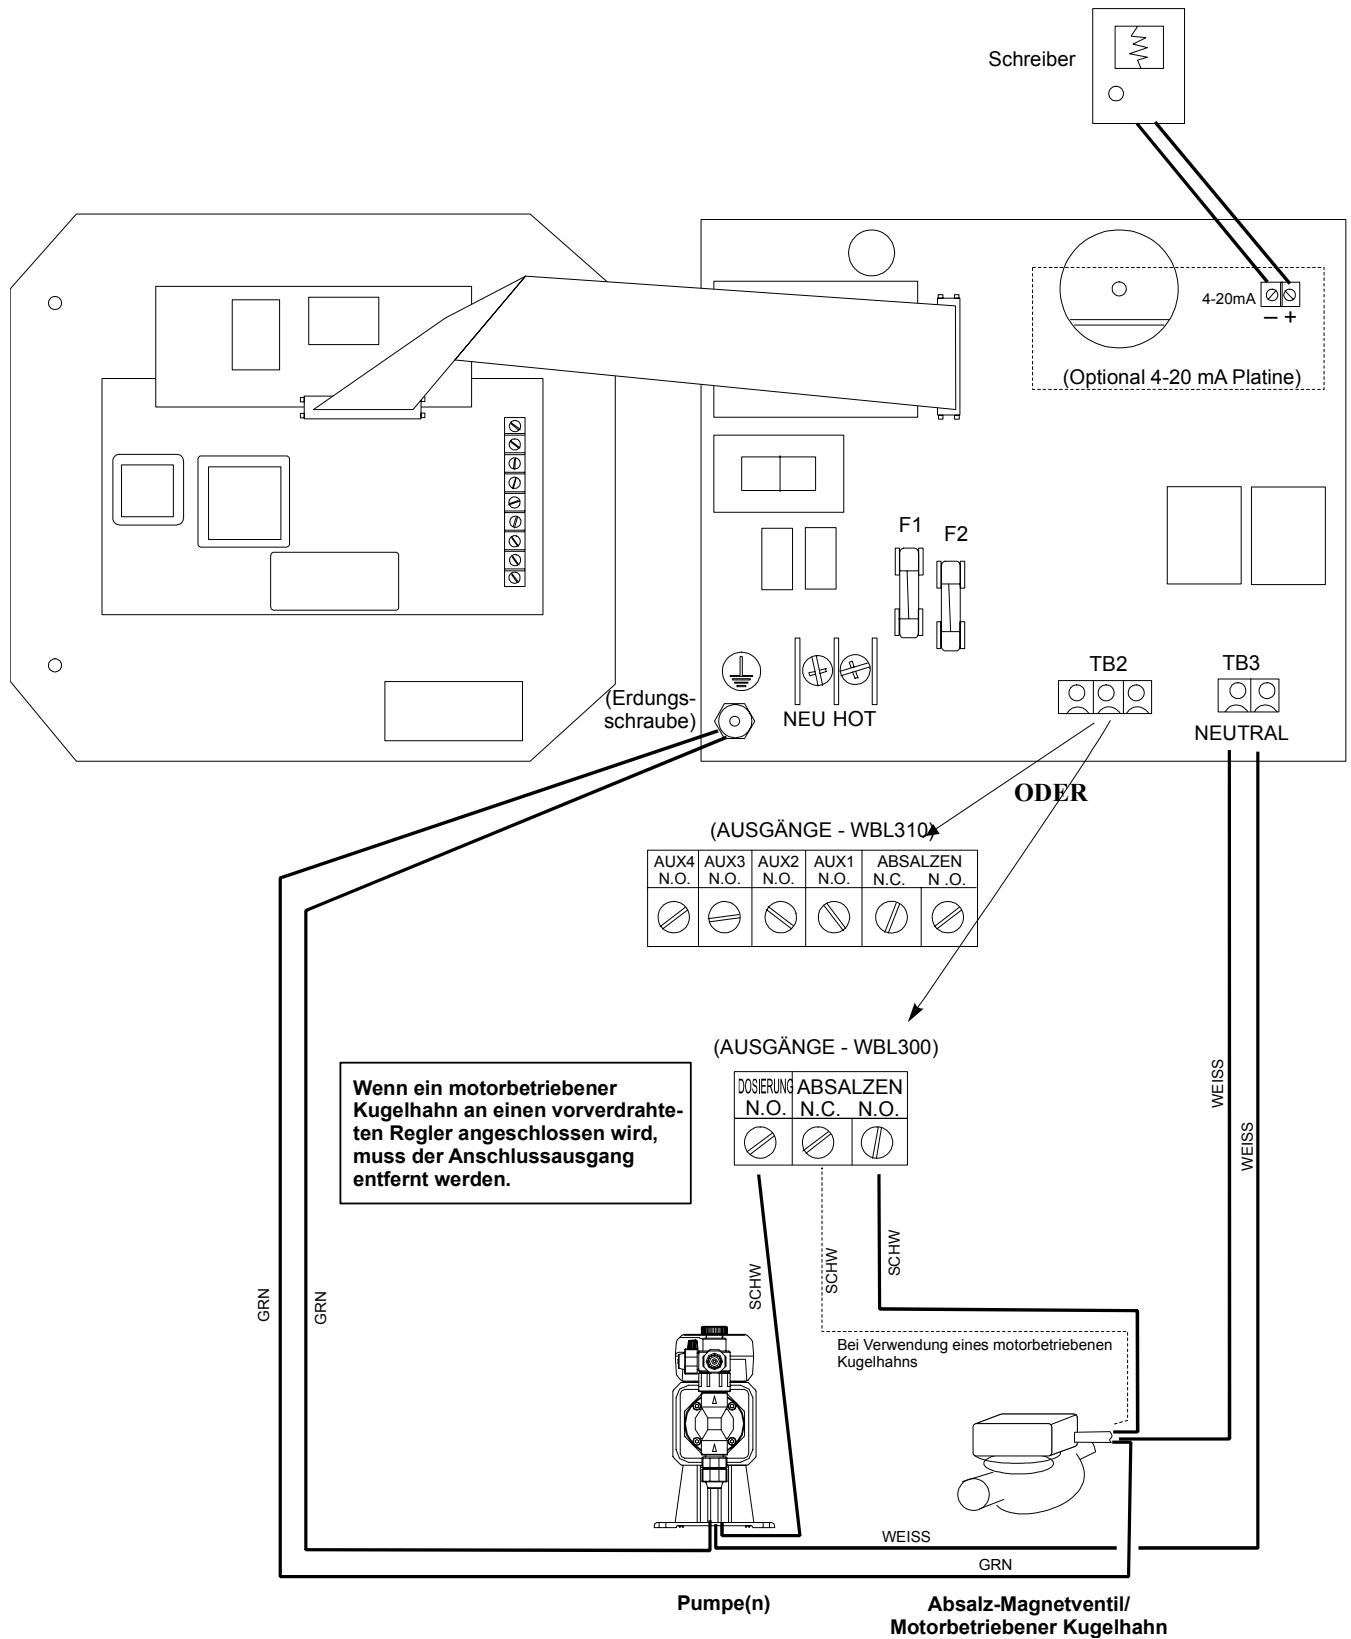 Schreiber
4-20mA
– +
(Optional 4-20 mA Platine)
F1
F2
TB2
TB3
(Erdungs-
schraube)
NEU HOT
NEUTRAL
ODER
(AUSGÄNGE - WBL310)
AUX4 AUX3 AUX2 AUX1 ABSALZEN
N.O. N.O. N.O. N.O. N.C. N .O.
(AUSGÄNGE - WBL300)
DOSIERUNG ABSALZEN
N.O. N.C. N.O.
Wenn ein motorbetriebener
Kugelhahn an einen vorverdrahte-
ten Regler angeschlossen wird,
muss der Anschlussausgang
entfernt werden.
WEISS
WEISS
SCHW
SCHW
SCHW
GRN
GRN
Bei Verwendung eines motorbetriebenen
Kugelhahns
WEISS
GRN
Pumpe(n)
Absalz-Magnetventil/
Motorbetriebener Kugelhahn